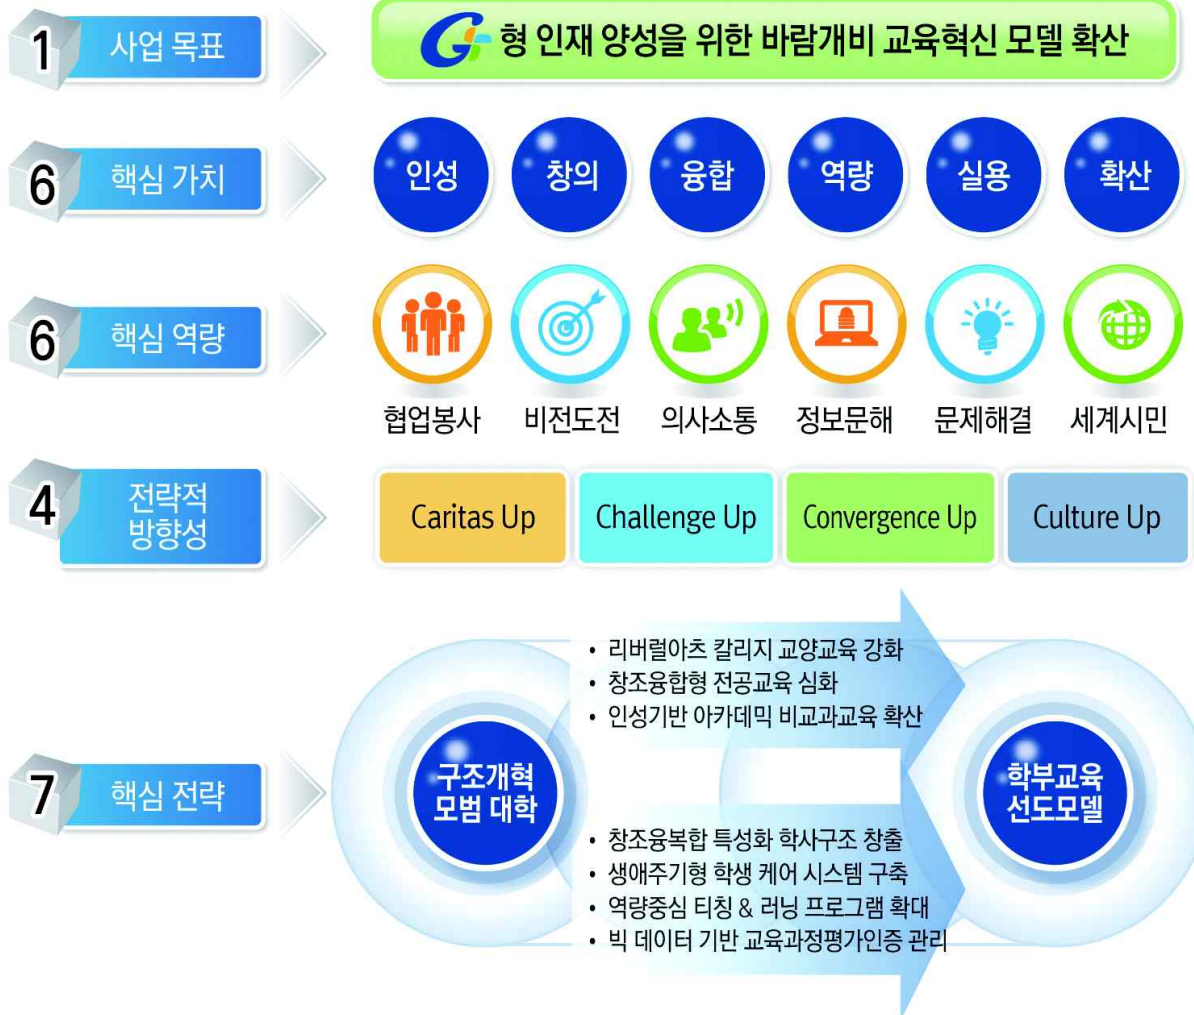 1
사업 목표
G 형 인재 양성을 위한 바람개비 교육혁신 모델 확산
6
핵심 가치
인성
창의
융합
역량
실용
확산
6
핵심 역량
협업봉사
비전도전
의사소통
정보문해
문제해결
세계시민
4
전략적
방향성
Caritas Up
Challenge Up
Convergence Up
Culture Up
7
핵심 전략
구조개혁
모범 대학
• 리버럴아츠 칼리지 교양교육 강화
• 창조융합형 전공교육 심화
• 인성기반 아카데믹 비교과교육 확산
• 창조융복합 특성화 학사구조 창출
• 생애주기형 학생 케어 시스템 구축
• 역량중심 티칭 & 러닝 프로그램 확대
• 빅 데이터 기반 교육과정평가인증 관리
학부교육
선도모델